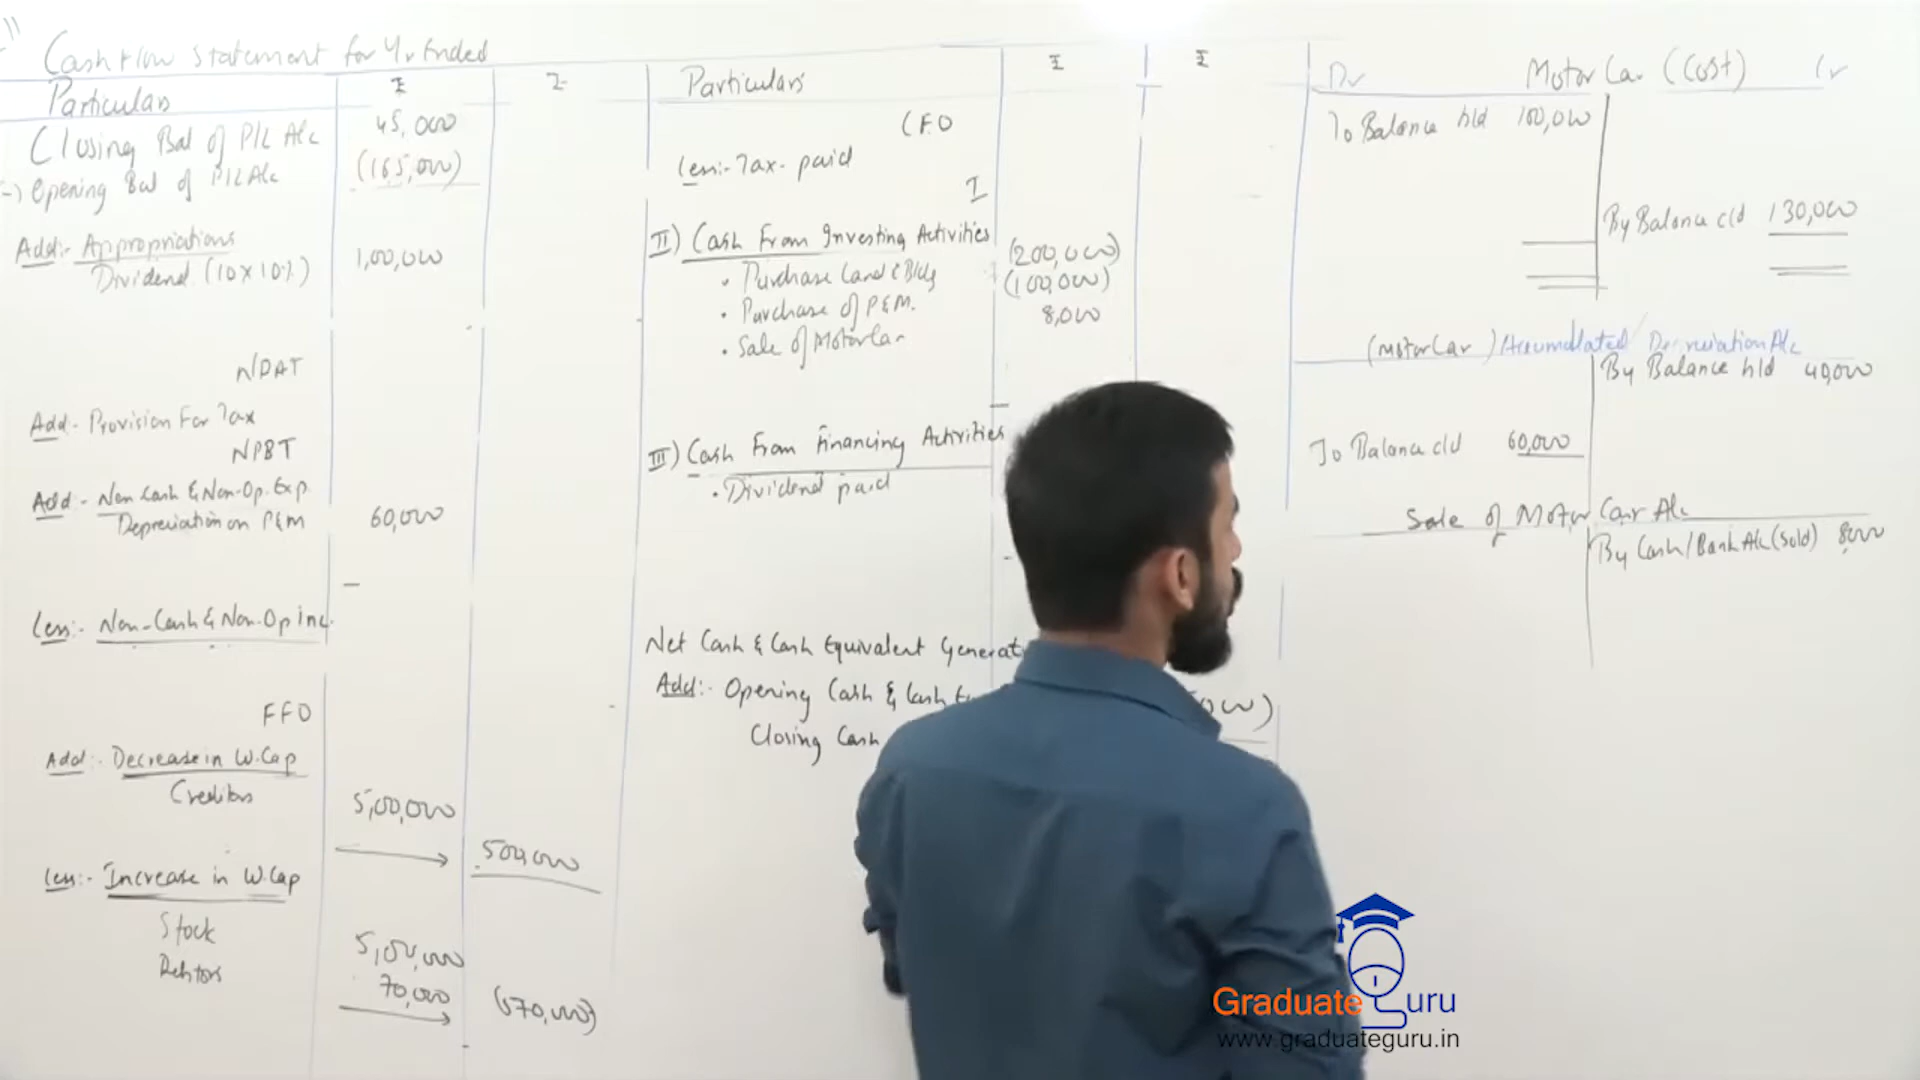 Cash Flow Statement for Yr Ended
Particulars ₹ ₹
Closing Bal of P/L A/c 45,000
(-) Opening Bal of P/L A/c (165,000)
Add:- Appropriations
Dividend (10 x 10%) 1,00,000
NPAT
Add:- Provision For Tax
NPBT
Add:- Non Cash & Non-Op. Exp.
Depreciation on P&M 60,000
Less:- Non-Cash & Non-Op Inc.
FFO
Add:- Decrease in W.Cap
Creditors 5,00,000
500,000
Less:- Increase in W.Cap
Stock
Debtors 70,000
Particulars ₹ ₹
CFO
Less:- Tax paid
I
II) Cash From Investing Activities
• Purchase Land & Bldg (200,000)
• Purchase of P&M. (100,000)
• Sale of Motor Car 8,000
III) Cash From Financing Activities
• Dividend paid
Net Cash & Cash Equivalent
Add:- Opening Cash &
Closing Cash
Dr Motor Car (Cost) Cr
To Balance b/d 100,000
By Balance c/d 130,000
(Motor Car) Accumulated Depreciation A/c
By Balance b/d 40,000
To Balance c/d 60,000
Sale of Motor Car A/c
By Cash/Bank A/c (Sold) 8,000
Graduate Guru
www.graduateguru.in